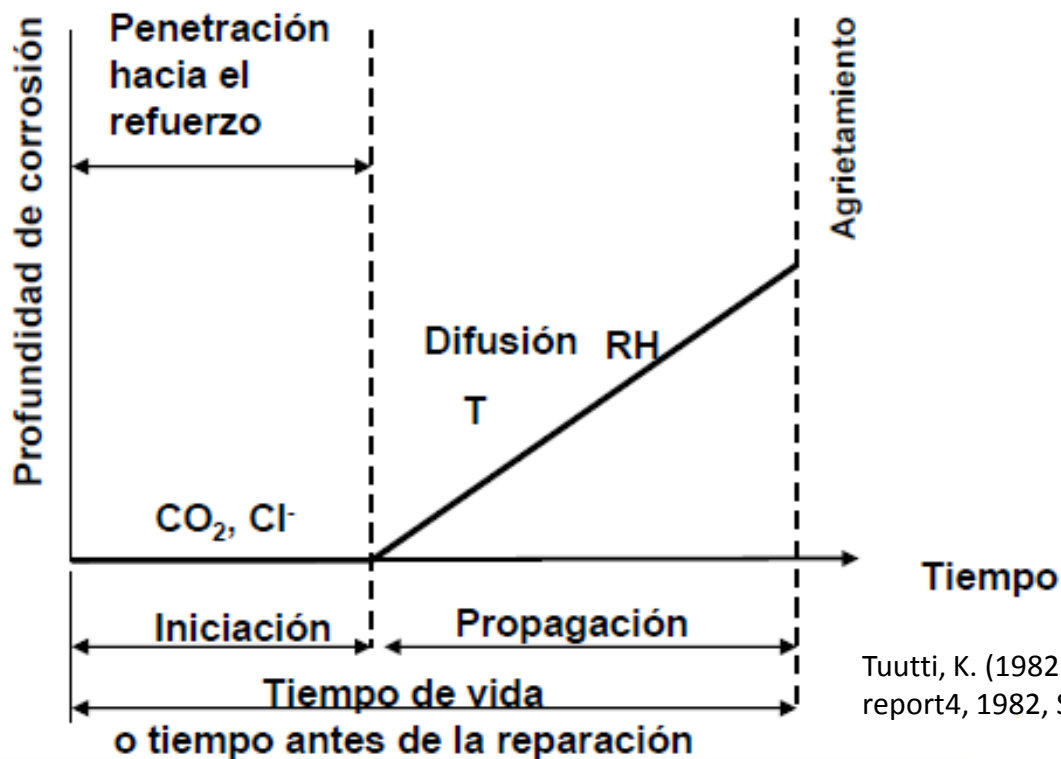 Penetración
hacia el
refuerzo
Profundidad de corrosión
Agrietamiento
Difusión RH
T
CO₂, Cl⁻
Tiempo
Iniciación
Propagación
Tiempo de vida
o tiempo antes de la reparación
Tuutti, K. (1982
report4, 1982, S